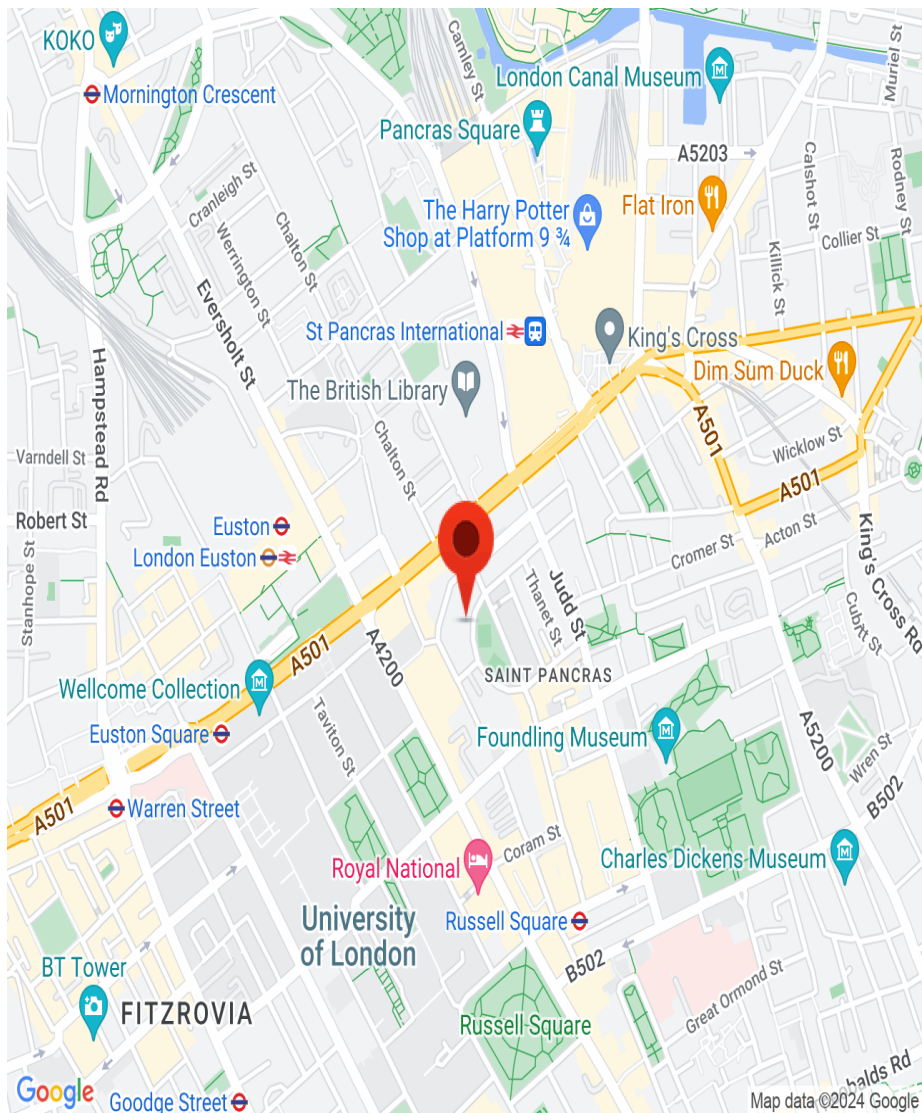 KOKO
Mornington Crescent
Camley St
London Canal Museum
Muriel St
Pancras Square
A5203
Calshot St
Rodney St
Cranleigh St
Werrington St
Chalton St
The Harry Potter
Shop at Platform 9 ¾
Flat Iron
Collier St
Killick St
Eversholt St
St Pancras International
King's Cross
Hampstead Rd
The British Library
Dim Sum Duck
Chalton St
A501
Wicklow St
Varndell St
A501
Robert St
Euston
London Euston
Acton St
Cromer St
King's Cross Rd
Stanhope St
Judd St
Thanet St
Cubitt St
A501
A4200
SAINT PANCRAS
Wellcome Collection
Taviton St
Euston Square
Foundling Museum
A5200
Wren St
A501
Warren Street
B502
Coram St
Royal National
Charles Dickens Museum
University
of London
Russell Square
B502
BT Tower
FITZROVIA
Great Ormond St
Russell Square
Google
Goodge Street
balds Rd
Map data ©2024 Google